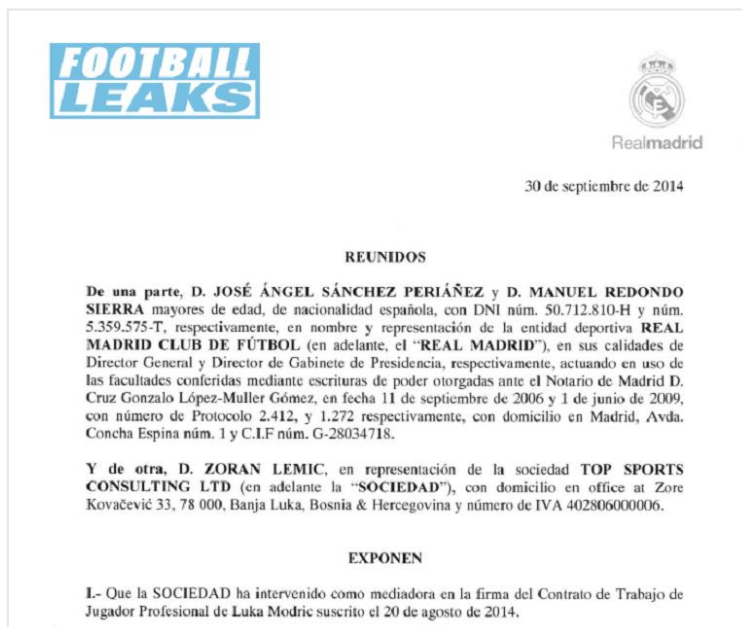 FOOTBALL
LEAKS
Realmadrid
30 de septiembre de 2014
REUNIDOS
De una parte, D. JOSÉ ÁNGEL SÁNCHEZ PERIÁÑEZ y D. MANUEL REDONDO
SIERRA mayores de edad, de nacionalidad española, con DNI núm. 50.712.810-H y núm.
5.359.575-T, respectivamente, en nombre y representación de la entidad deportiva REAL
MADRID CLUB DE FÚTBOL (en adelante, el “REAL MADRID”), en sus calidades de
Director General y Director de Gabinete de Presidencia, respectivamente, actuando en uso de
las facultades conferidas mediante escrituras de poder otorgadas ante el Notario de Madrid D.
Cruz Gonzalo López-Muller Gómez, en fecha 11 de septiembre de 2006 y 1 de junio de 2009,
con número de Protocolo 2.412, y 1.272 respectivamente, con domicilio en Madrid, Avda.
Concha Espina núm. 1 y C.I.F núm. G-28034718.
Y de otra, D. ZORAN LEMIC, en representación de la sociedad TOP SPORTS
CONSULTING LTD (en adelante la “SOCIEDAD”), con domicilio en office at Zore
Kovačević 33, 78 000, Banja Luka, Bosnia & Hercegovina y número de IVA 402806000006.
EXPONEN
I.- Que la SOCIEDAD ha intervenido como mediadora en la firma del Contrato de Trabajo de
Jugador Profesional de Luka Modric suscrito el 20 de agosto de 2014.